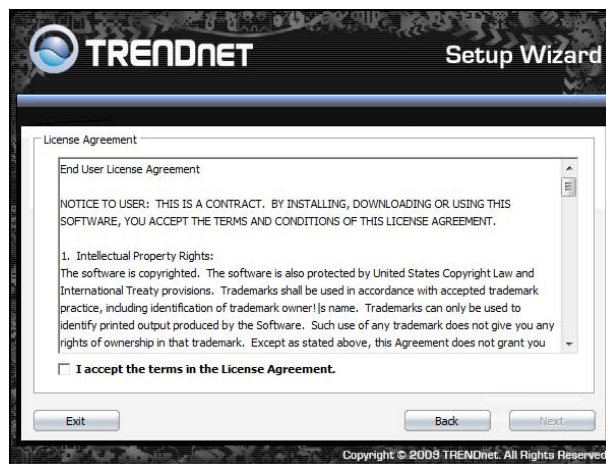 TRENDNET
Setup Wizard
License Agreement
End User License Agreement
NOTICE TO USER: THIS IS A CONTRACT. BY INSTALLING, DOWNLOADING OR USING THIS
SOFTWARE, YOU ACCEPT THE TERMS AND CONDITIONS OF THIS LICENSE AGREEMENT.
1. Intellectual Property Rights:
The software is copyrighted. The software is also protected by United States Copyright Law and
International Treaty provisions. Trademarks shall be used in accordance with accepted trademark
practice, including identification of trademark owner!|s name. Trademarks can only be used to
identify printed output produced by the Software. Such use of any trademark does not give you any
rights of ownership in that trademark. Except as stated above, this Agreement does not grant you
I accept the terms in the License Agreement.
Exit
Back
Next
Copyright © 2009 TRENDnet. All Rights Reserved